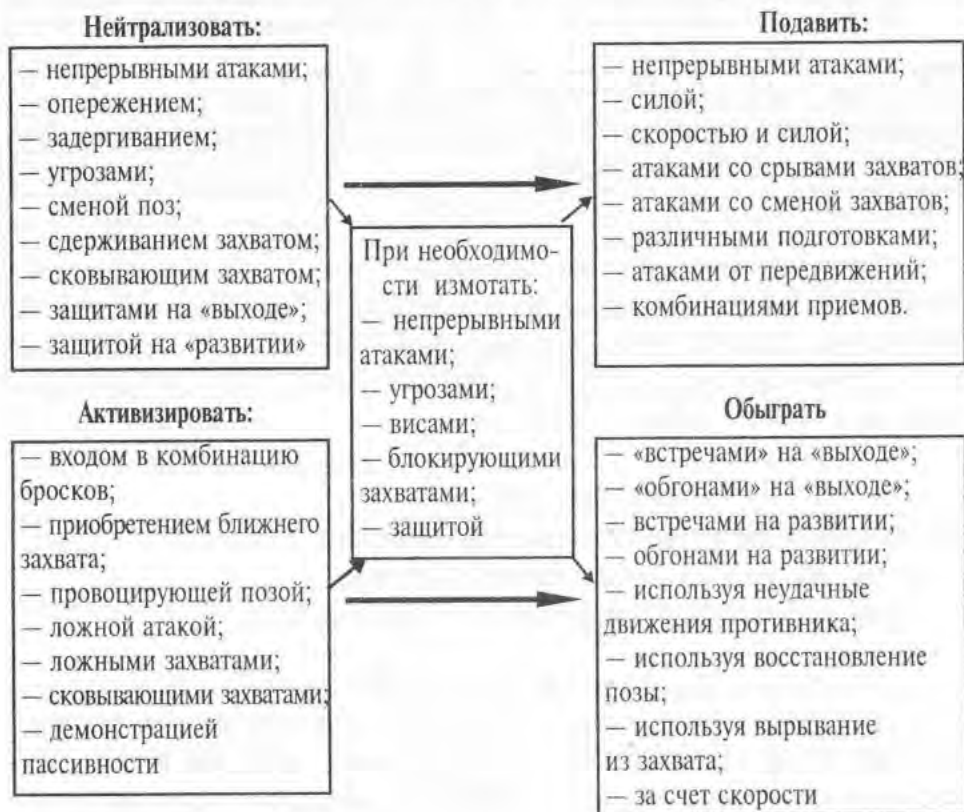 Нейтрализовать:
— непрерывными атаками;
— опережением;
— задергиванием;
— угрозами;
— сменой поз;
— сдерживанием захватом;
— сковывающим захватом;
— защитами на «выходе»;
— защитой на «развитии»
Подавить:
— непрерывными атаками;
— силой;
— скоростью и силой;
— атаками со срывами захватов;
— атаками со сменой захватов;
— различными подготовками;
— атаками от передвижений;
— комбинациями приемов.
При необходимо-
сти измотать:
— непрерывными
атаками;
— угрозами;
— висами;
— блокирующими
захватами;
— защитой
Активизировать:
— входом в комбинацию
бросков;
— приобретением ближнего
захвата;
— провоцирующей позой;
— ложной атакой;
— ложными захватами;
— сковывающими захватами;
— демонстрацией
пассивности
Обыграть
— «встречами» на «выходе»;
— «обгонами» на «выходе»;
— встречами на развитии;
— обгонами на развитии;
— используя неудачные
движения противника;
— используя восстановление
позы;
— используя вырывание
из захвата;
— за счет скорости